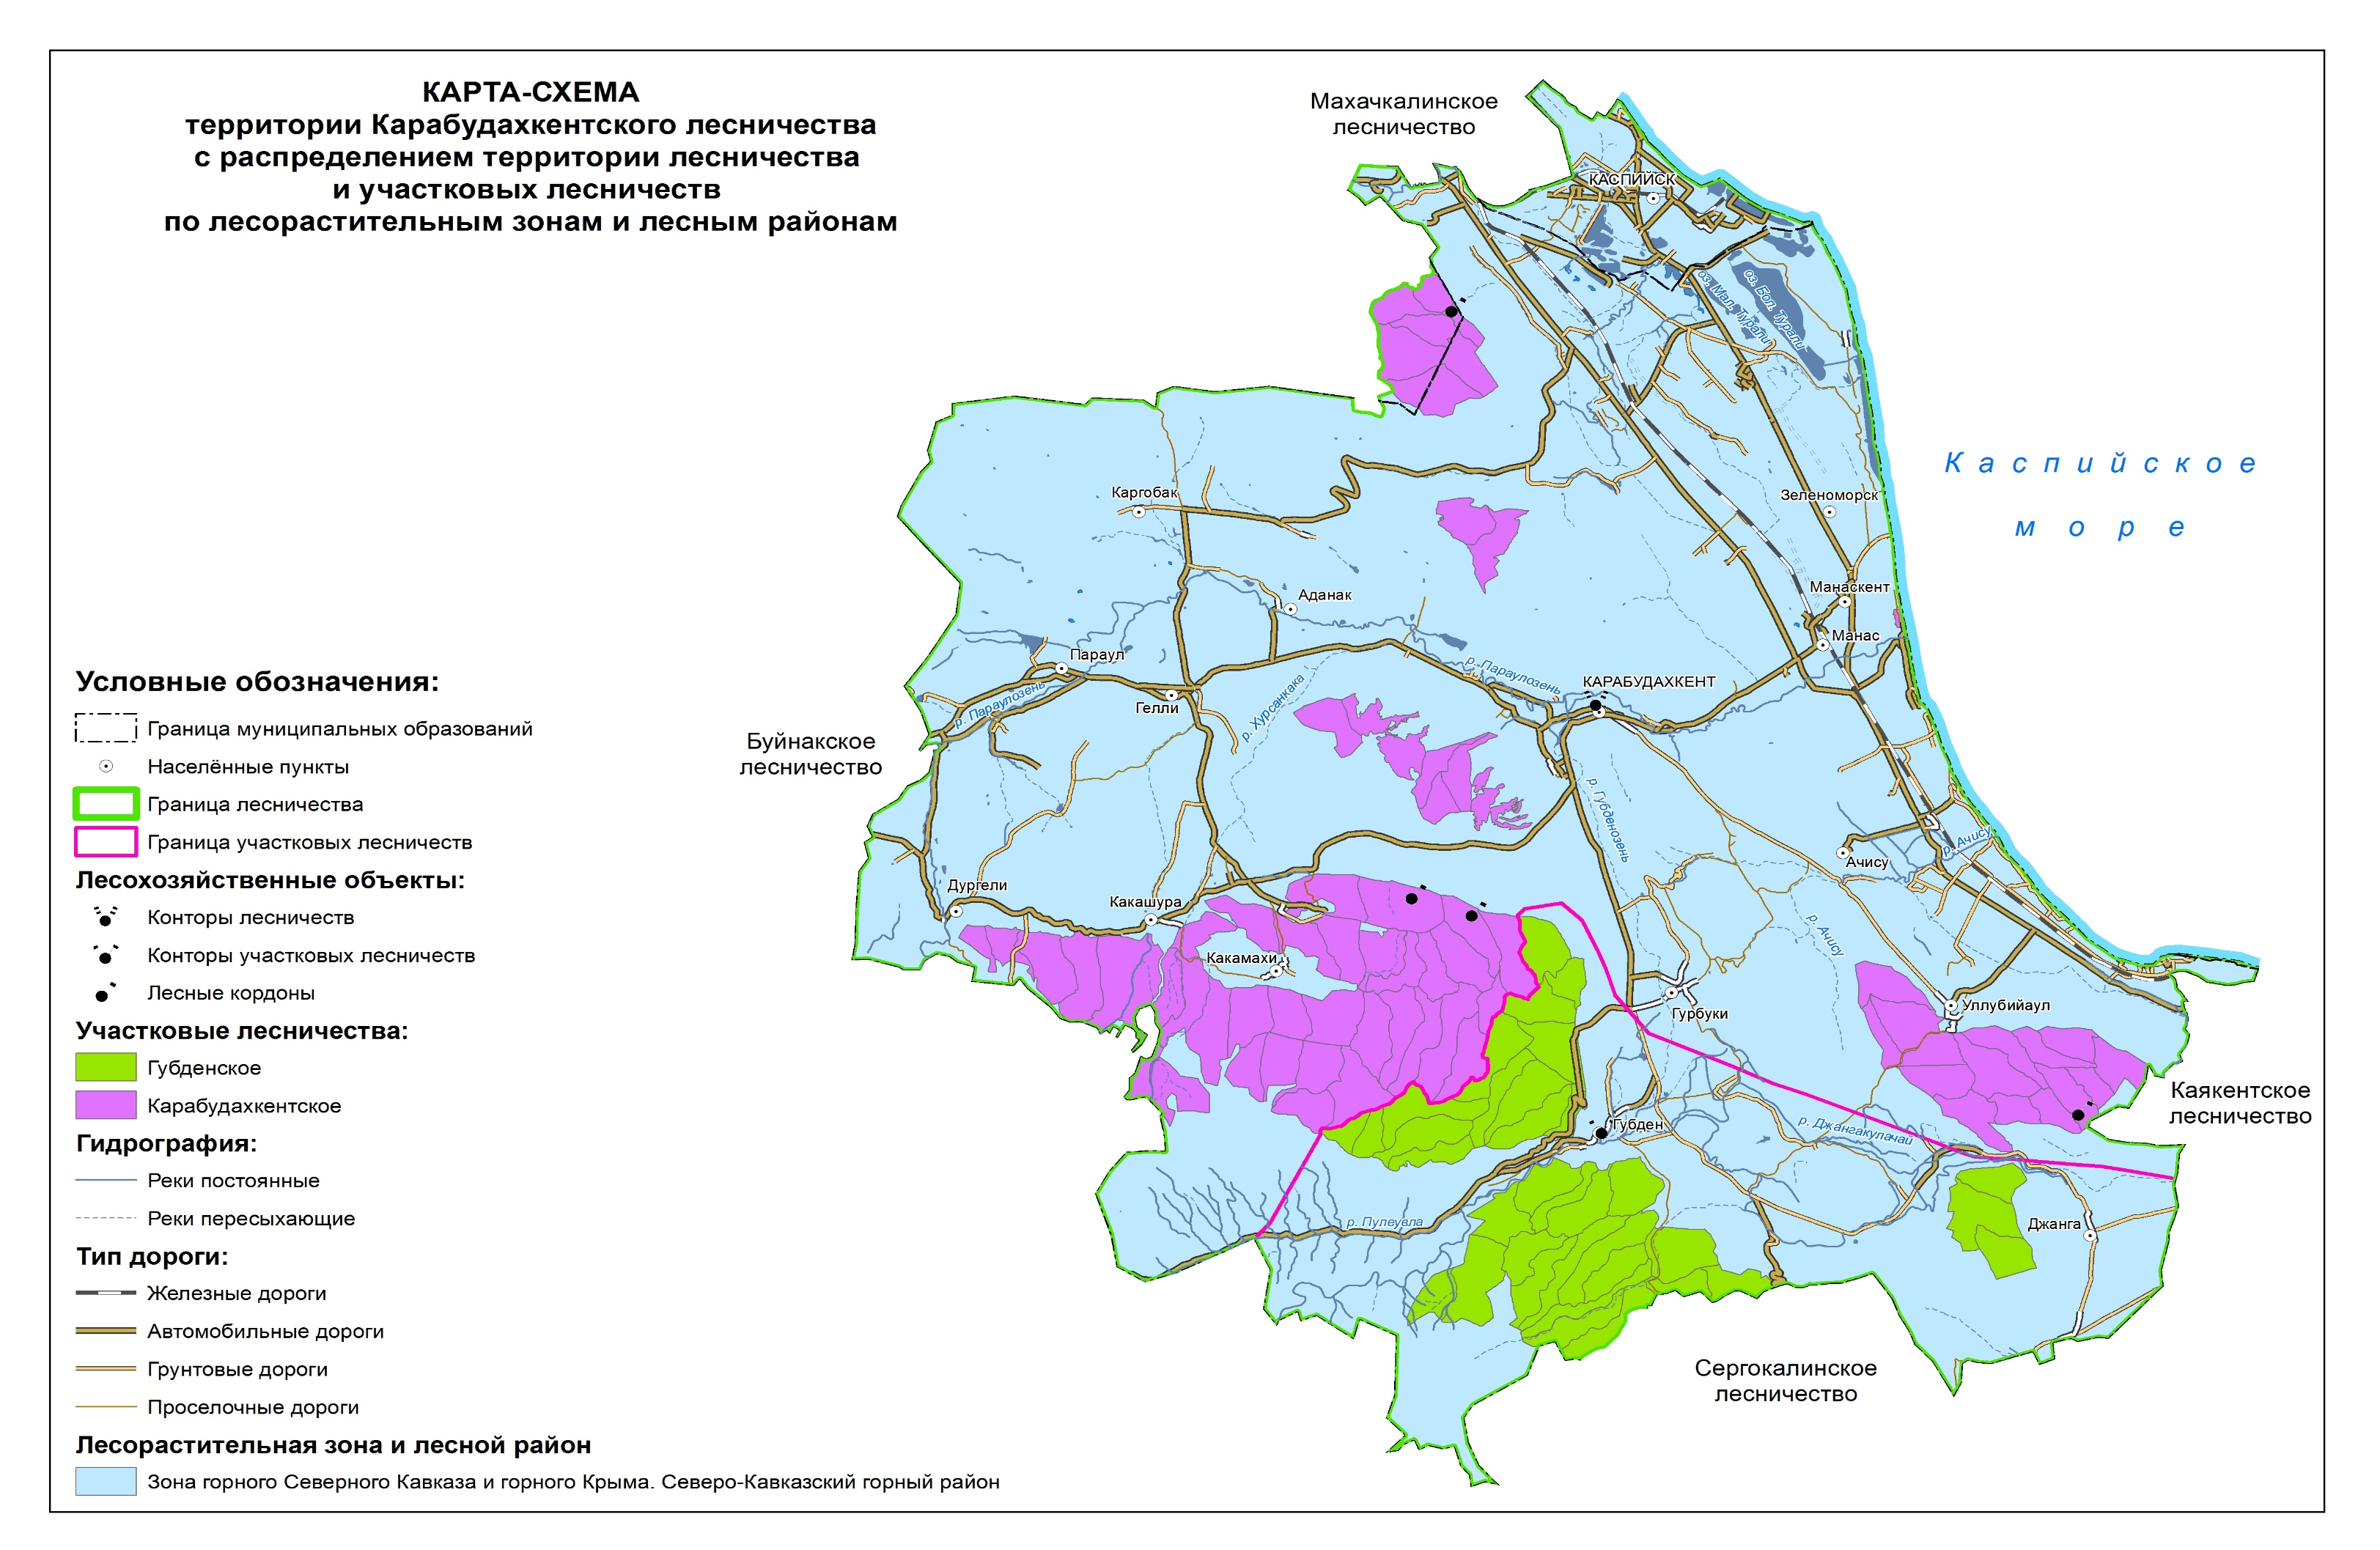 КАРТА-СХЕМА
территории Карабудахкентского лесничества
с распределением территории лесничества
и участковых лесничеств
по лесорастительным зонам и лесным районам
Махачкалинское
лесничество
КАСПИЙСК
оз. Мал. Турали
оз. Бол. Турали
Каспийское
море
Каргобак
Зеленоморск
Аданак
Манаскент
Манас
Параул
р. Параулозень
КАРАБУДАХКЕНТ
р. Параулозень
Гелли
р. Хурсанкака
Буйнакское
лесничество
р. Губденозень
р. Ачису
Ачису
Дургели
Какашура
р. Ачису
Какамахи
Гурбуки
Уллубийаул
Каякентское
лесничество
Губден
р. Джангакулачай
р. Пулеувла
Джанга
Сергокалинское
лесничество
Условные обозначения:
Граница муниципальных образований
Населённые пункты
Граница лесничества
Граница участковых лесничеств
Лесохозяйственные объекты:
Конторы лесничеств
Конторы участковых лесничеств
Лесные кордоны
Участковые лесничества:
Губденское
Карабудахкентское
Гидрография:
Реки постоянные
Реки пересыхающие
Тип дороги:
Железные дороги
Автомобильные дороги
Грунтовые дороги
Проселочные дороги
Лесорастительная зона и лесной район
Зона горного Северного Кавказа и горного Крыма. Северо-Кавказский горный район